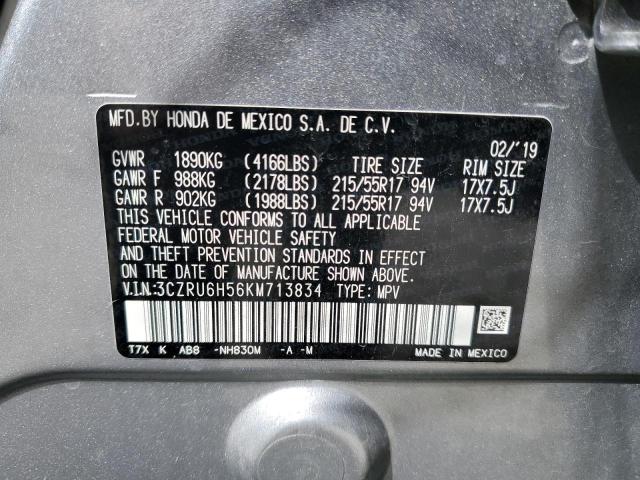 MFD.BY HONDA DE MEXICO S.A. DE C.V.
02/'19
GVWR 1890KG (4166LBS) TIRE SIZE RIM SIZE
GAWR F 988KG (2178LBS) 215/55R17 94V 17X7.5J
GAWR R 902KG (1988LBS) 215/55R17 94V 17X7.5J
THIS VEHICLE CONFORMS TO ALL APPLICABLE
FEDERAL MOTOR VEHICLE SAFETY
AND THEFT PREVENTION STANDARDS IN EFFECT
ON THE DATE OF MANUFACTURE SHOWN ABOVE.
V.I.N:3CZRU6H56KM713834 TYPE: MPV
T7X K AB8 -NH830M -A -M MADE IN MEXICO